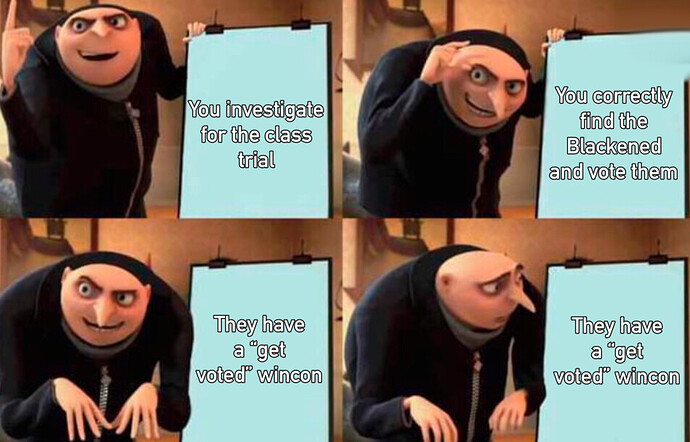 You investigate
for the class
trial
You correctly
find the
Blackened
and vote them
They have
a “get
voted” wincon
They have
a “get
voted” wincon